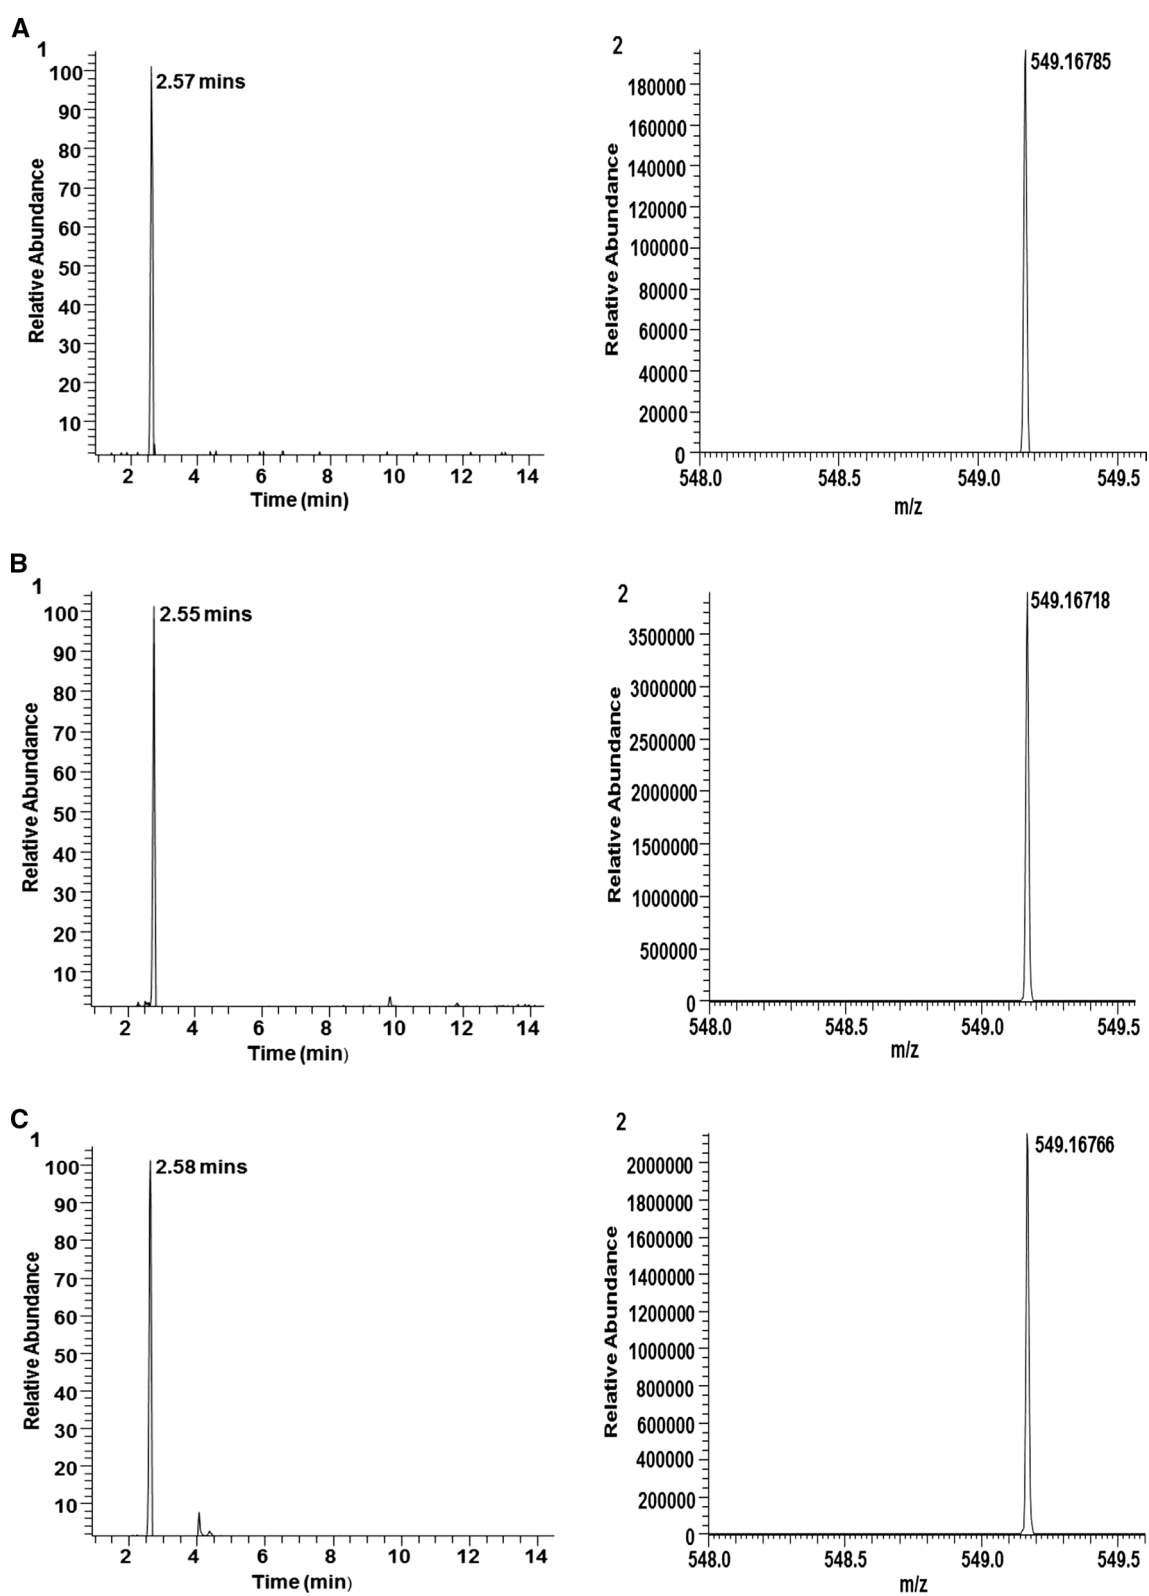 A
1
2.57 mins
100
90
80
70
60
50
40
30
20
10
Relative Abundance
2 4 6 8 10 12 14
Time (min)
2
549.16785
180000
160000
140000
120000
100000
80000
60000
40000
20000
0
Relative Abundance
548.0 548.5 549.0 549.5
m/z
B
1
2.55 mins
100
90
80
70
60
50
40
30
20
10
Relative Abundance
2 4 6 8 10 12 14
Time (min)
2
549.16718
3500000
3000000
2500000
2000000
1500000
1000000
500000
0
Relative Abundance
548.0 548.5 549.0 549.5
m/z
C
1
2.58 mins
100
90
80
70
60
50
40
30
20
10
Relative Abundance
2 4 6 8 10 12 14
Time (min)
2
549.16766
2000000
1800000
1600000
1400000
1200000
1000000
800000
600000
400000
200000
0
Relative Abundance
548.0 548.5 549.0 549.5
m/z